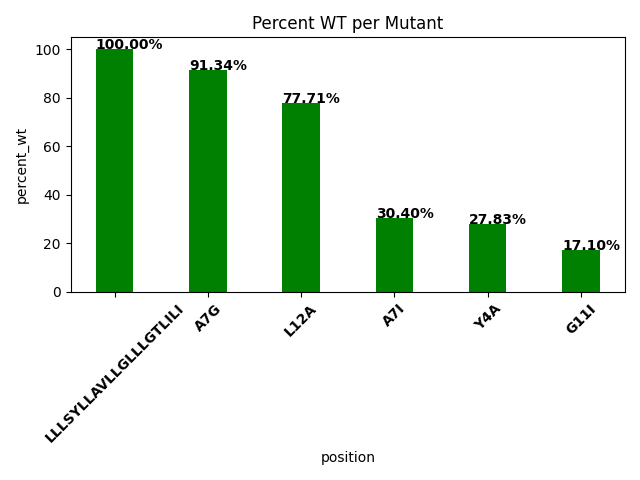 Percent WT per Mutant
percent_wt
100
80
60
40
20
0
100.00%
91.34%
77.71%
30.40%
27.83%
17.10%
LLLSYLLAVLLGLLLGTLILI
A7G
L12A
A7I
Y4A
G11I
position